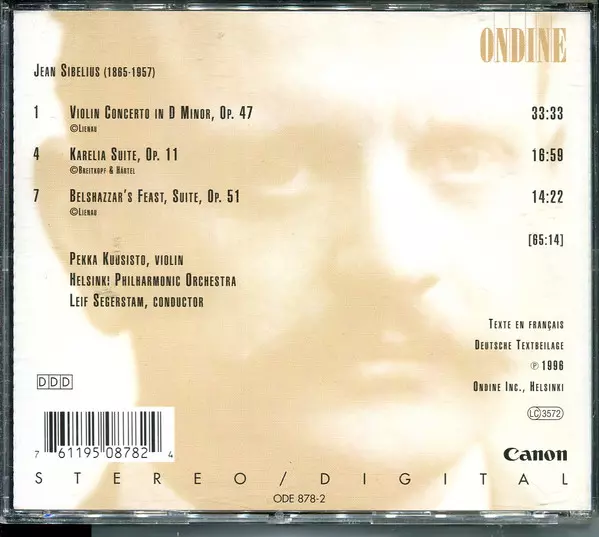 ONDINE
JEAN SIBELIUS (1865-1957)
1 VIOLIN CONCERTO IN D MINOR, OP. 47 33:33
©LIENAU
4 KARELIA SUITE, OP. 11 16:59
©BREITKOPF & HÄRTEL
7 BELSHAZZAR'S FEAST, SUITE, OP. 51 14:22
©LIENAU
[65:14]
PEKKA KUUSISTO, VIOLIN
HELSINKI PHILHARMONIC ORCHESTRA
LEIF SEGERSTAM, CONDUCTOR
TEXTE EN FRANÇAIS
DEUTSCHE TEXTBEILAGE
℗ 1996
ONDINE INC., HELSINKI
DDD
LC 3572
7 61195 08782 4
Canon
STEREO/DIGITAL
ODE 878-2